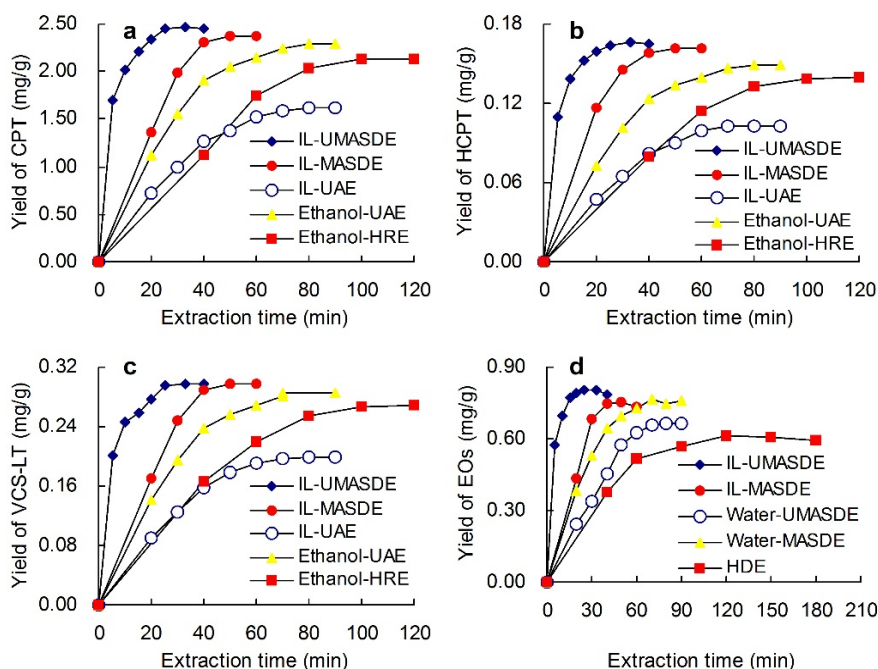 a
Yield of CPT (mg/g)
2.50
2.00
1.50
1.00
0.50
0.00
IL-UMASDE
IL-MASDE
IL-UAE
Ethanol-UAE
Ethanol-HRE
0 20 40 60 80 100 120
Extraction time (min)
b
Yield of HCPT (mg/g)
0.18
0.12
0.06
0.00
IL-UMASDE
IL-MASDE
IL-UAE
Ethanol-UAE
Ethanol-HRE
0 20 40 60 80 100 120
Extraction time (min)
c
Yield of VCS-LT (mg/g)
0.32
0.24
0.16
0.08
0.00
IL-UMASDE
IL-MASDE
IL-UAE
Ethanol-UAE
Ethanol-HRE
0 20 40 60 80 100 120
Extraction time (min)
d
Yield of EOs (mg/g)
0.90
0.60
0.30
0.00
IL-UMASDE
IL-MASDE
Water-UMASDE
Water-MASDE
HDE
0 30 60 90 120 150 180 210
Extraction time (min)